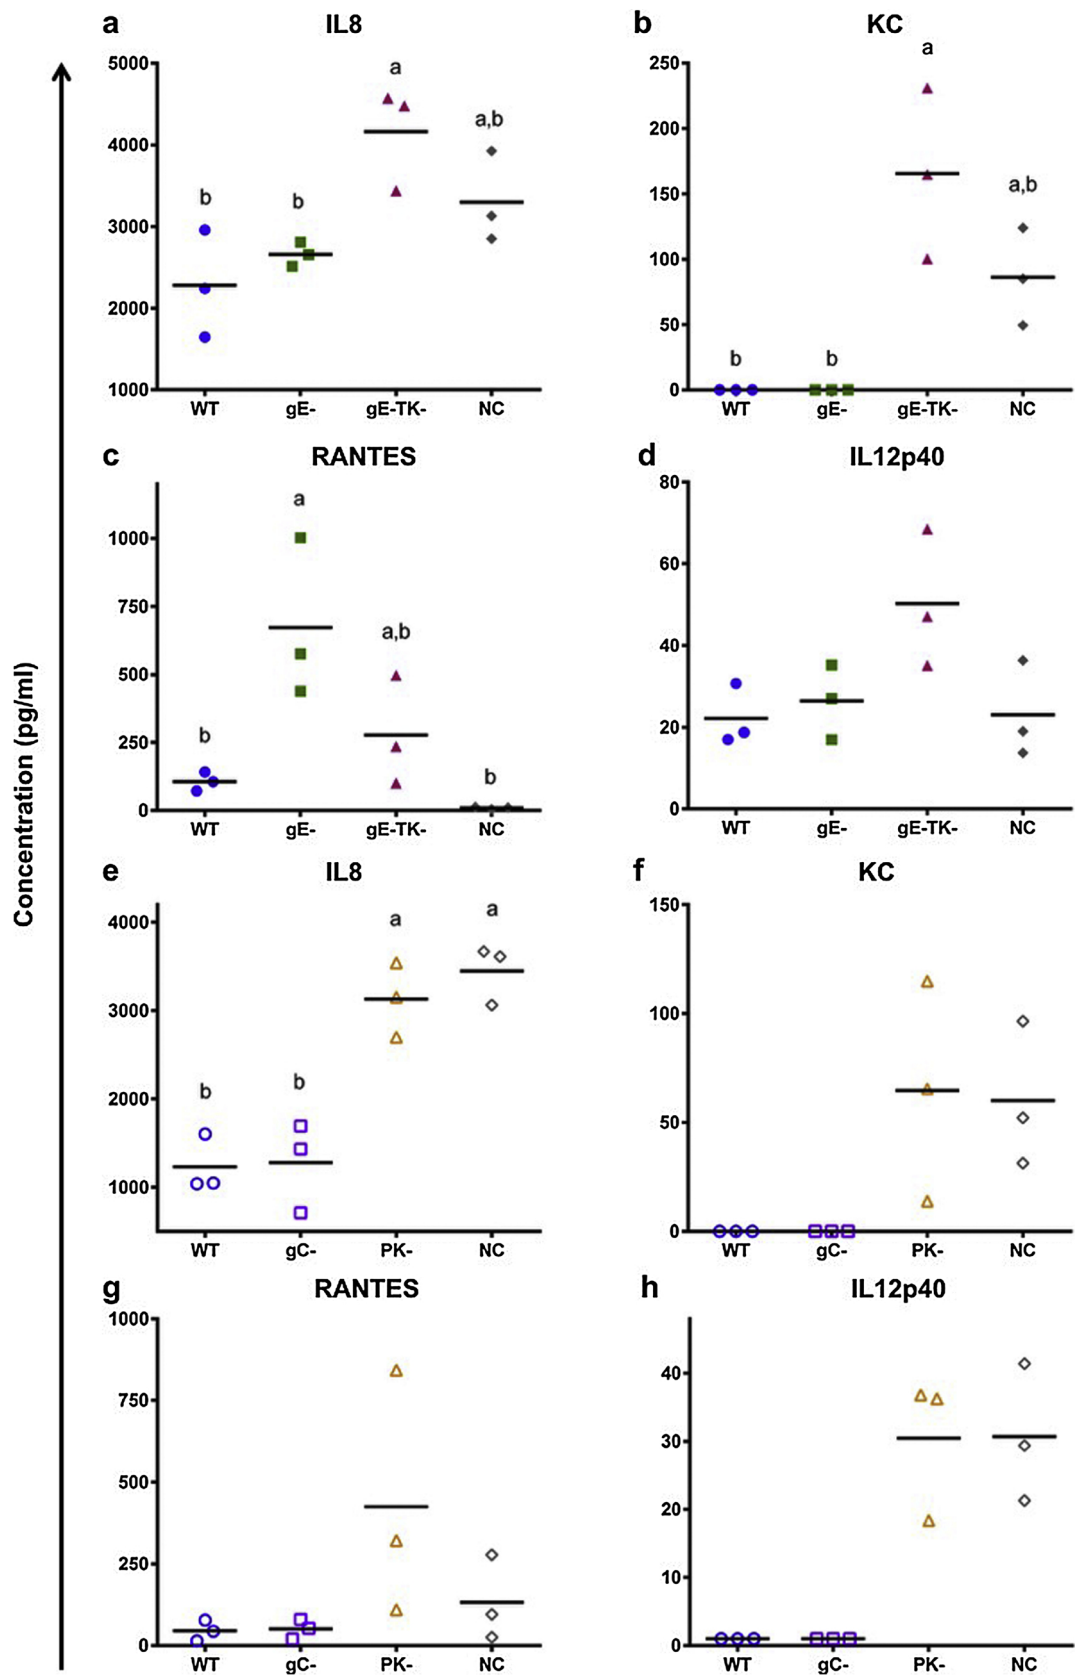 a IL8
5000
4000
3000
2000
1000
b
b
a
a,b
WT gE- gE-TK- NC
b KC
250
200
150
100
50
0
b
b
a
a,b
WT gE- gE-TK- NC
c RANTES
1000
750
500
250
0
b
a
a,b
b
WT gE- gE-TK- NC
d IL12p40
80
60
40
20
0
WT gE- gE-TK- NC
Concentration (pg/ml)
e IL8
4000
3000
2000
1000
b
b
a
a
WT gC- PK- NC
f KC
150
100
50
0
WT gC- PK- NC
g RANTES
1000
750
500
250
0
WT gC- PK- NC
h IL12p40
40
30
20
10
0
WT gC- PK- NC